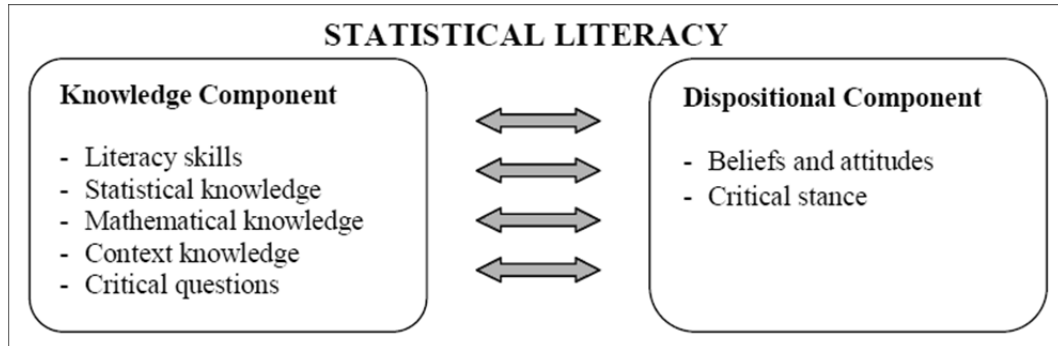 STATISTICAL LITERACY
Knowledge Component
- Literacy skills
- Statistical knowledge
- Mathematical knowledge
- Context knowledge
- Critical questions
Dispositional Component
- Beliefs and attitudes
- Critical stance